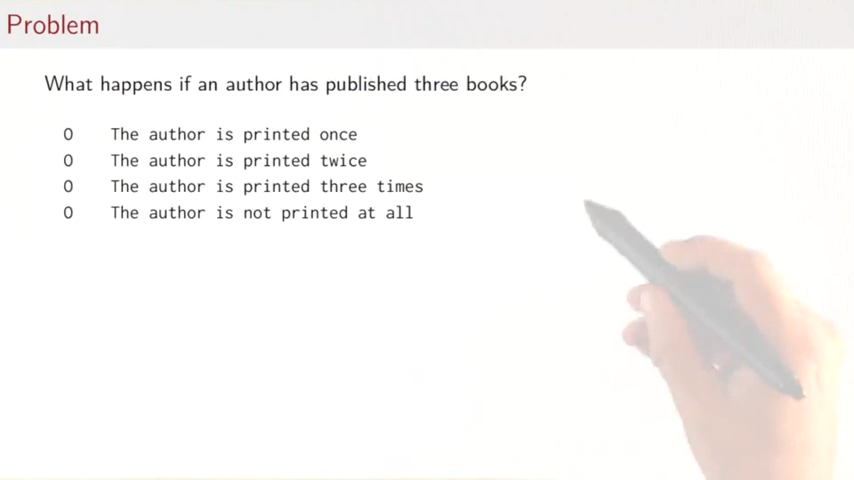 Problem
What happens if an author has published three books?
O The author is printed once
O The author is printed twice
O The author is printed three times
O The author is not printed at all